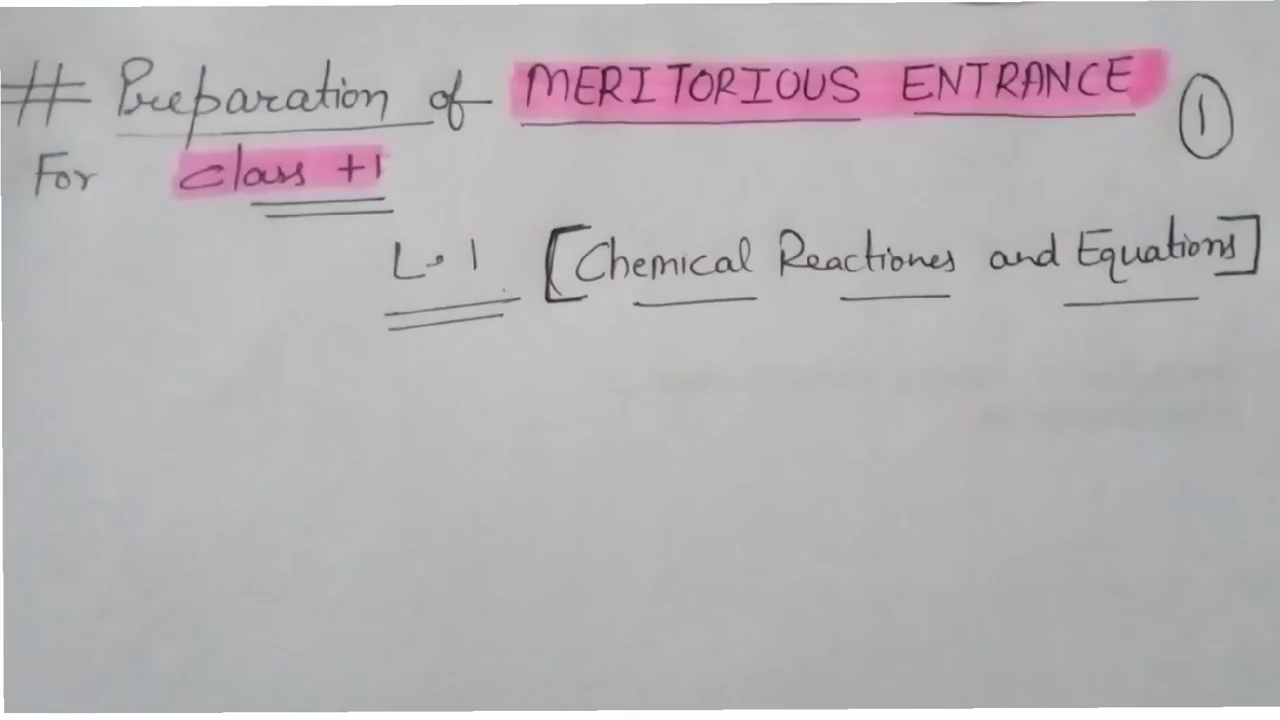 # Preparation of MERITORIOUS ENTRANCE ①
For class +1
L.1 [Chemical Reactiones and Equations]